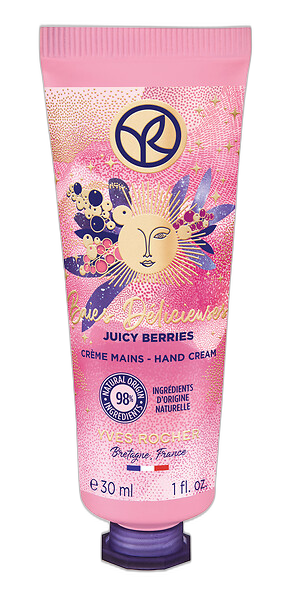 Baies Délicieuses
JUICY BERRIES
CRÈME MAINS - HAND CREAM
NATURAL ORIGIN
98%
INGREDIENTS
INGRÉDIENTS
D'ORIGINE
NATURELLE
YVES ROCHER
Bretagne, France
e 30 ml 1 fl. oz.